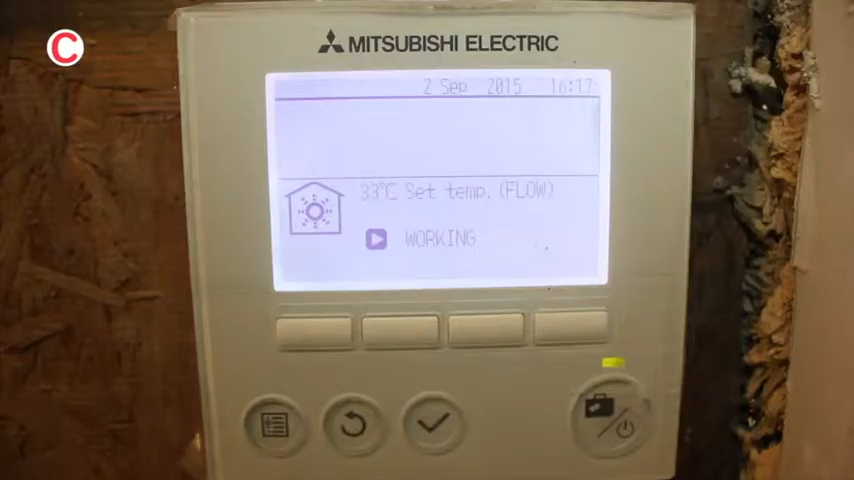 C
MITSUBISHI ELECTRIC
2 Sep 2015 16:17
33°C Set temp.(FLOW)
WORKING